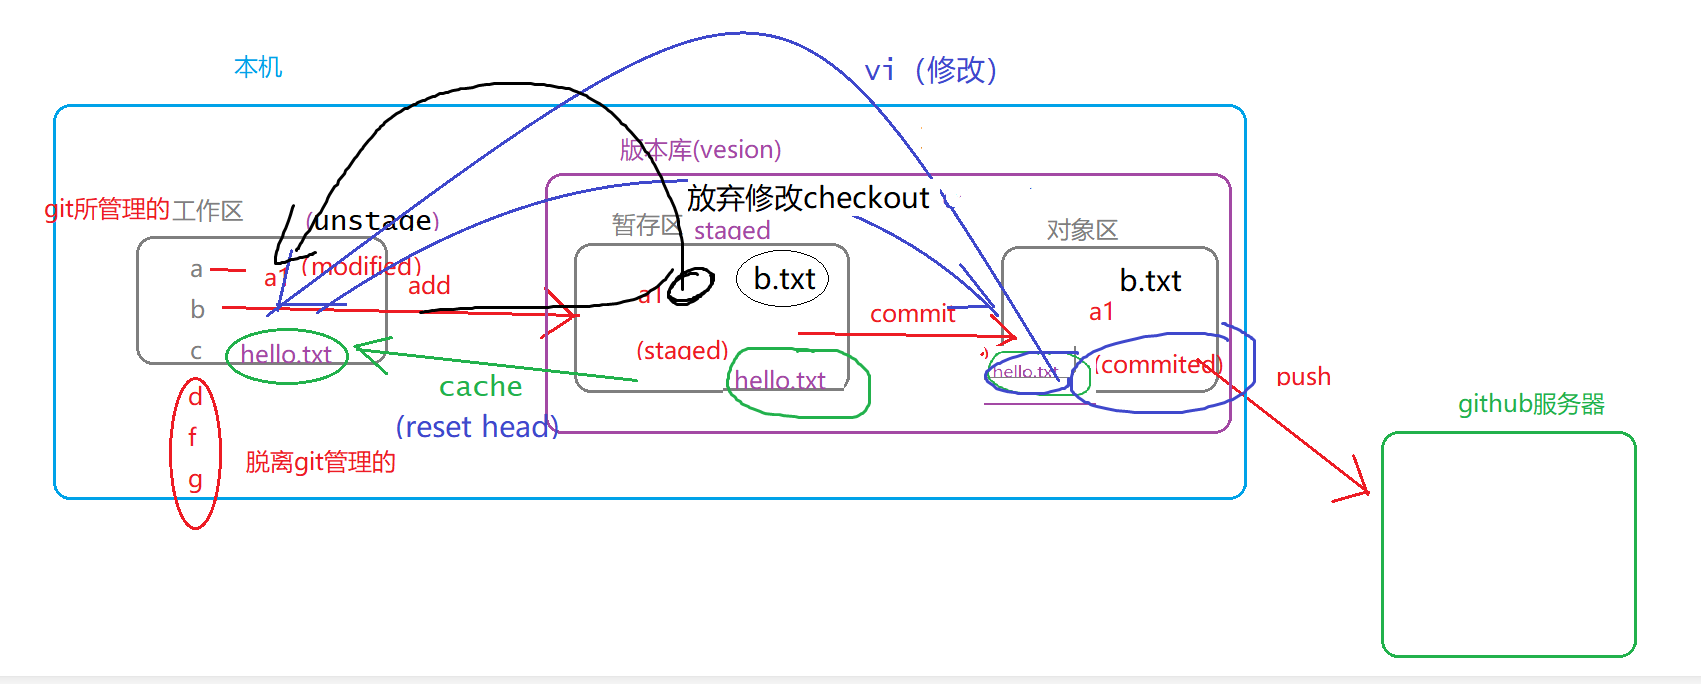 本机
vi（修改）
版本库(vesion)
git所管理的
工作区
(unstage)
暂存区
staged
放弃修改checkout
对象区
a
a1
(modified)
add
a1
b.txt
b.txt
a1
b
commit
c
hello.txt
(staged)
hello.txt
hello.txt
(commited)
push
cache
(reset head)
github服务器
d
f
g
脱离git管理的